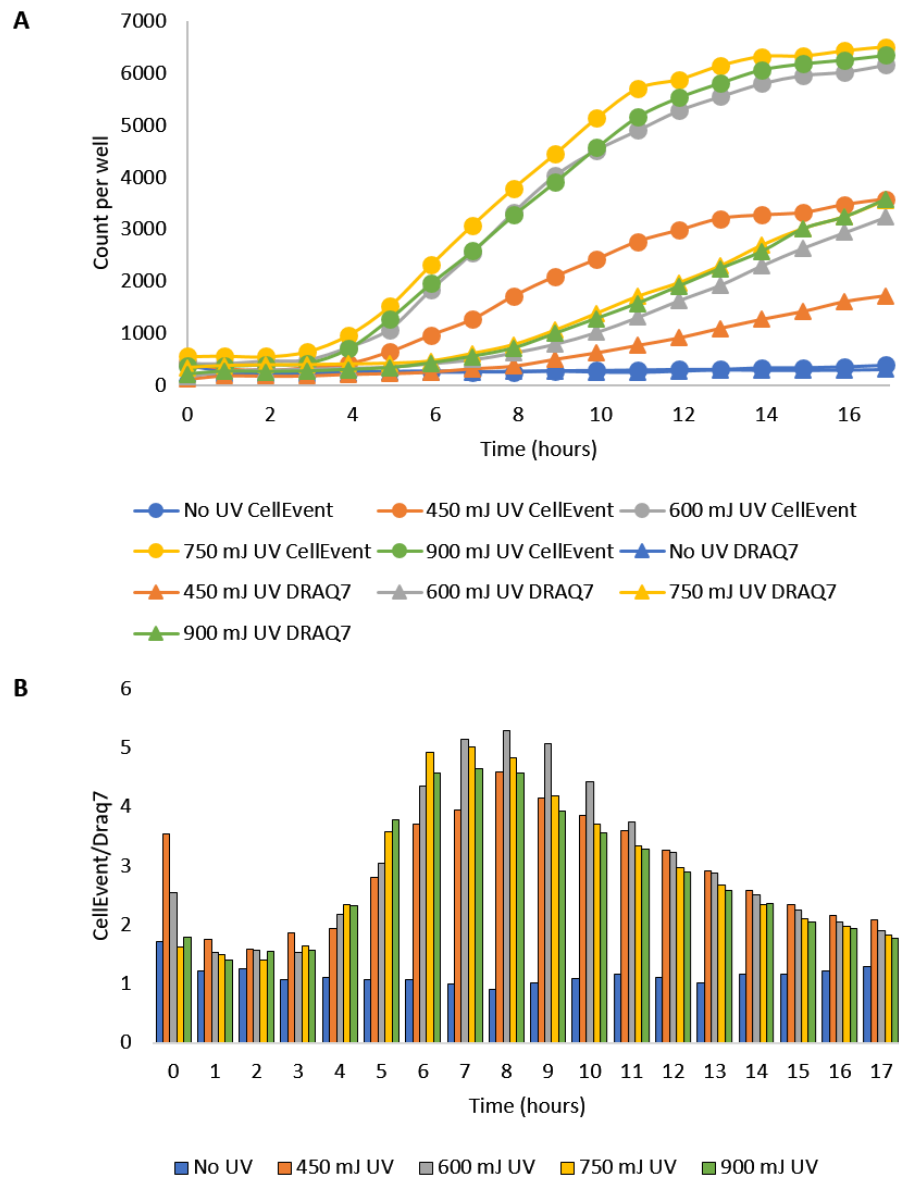 A
7000
6000
5000
4000
3000
2000
1000
0
Count per well
0 2 4 6 8 10 12 14 16
Time (hours)
No UV CellEvent 450 mJ UV CellEvent 600 mJ UV CellEvent
750 mJ UV CellEvent 900 mJ UV CellEvent No UV DRAQ7
450 mJ UV DRAQ7 600 mJ UV DRAQ7 750 mJ UV DRAQ7
900 mJ UV DRAQ7
B
6
5
4
3
2
1
0
CellEvent/Draq7
0 1 2 3 4 5 6 7 8 9 10 11 12 13 14 15 16 17
Time (hours)
No UV 450 mJ UV 600 mJ UV 750 mJ UV 900 mJ UV